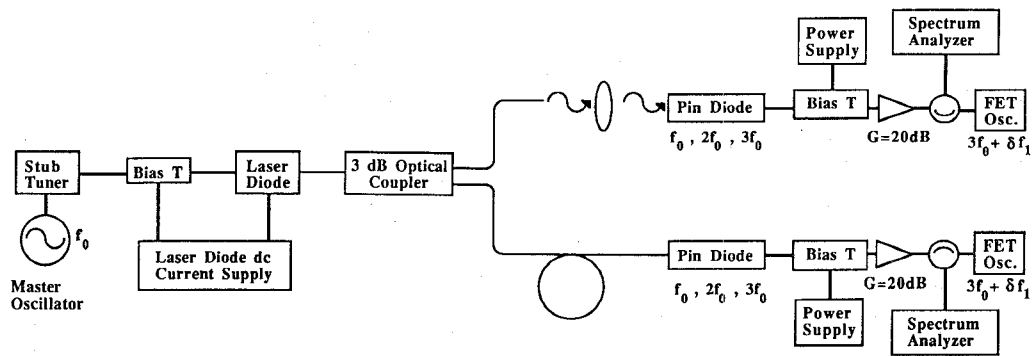 Power
Supply
Spectrum
Analyzer
Pin Diode
Bias T
FET
Osc.
f₀ , 2f₀ , 3f₀
G=20dB
3f₀ + δf₁
Stub
Tuner
Bias T
Laser
Diode
3 dB Optical
Coupler
f₀
Laser Diode dc
Current Supply
Master
Oscillator
Pin Diode
Bias T
FET
Osc.
f₀ , 2f₀ , 3f₀
G=20dB
3f₀ + δf₁
Power
Supply
Spectrum
Analyzer